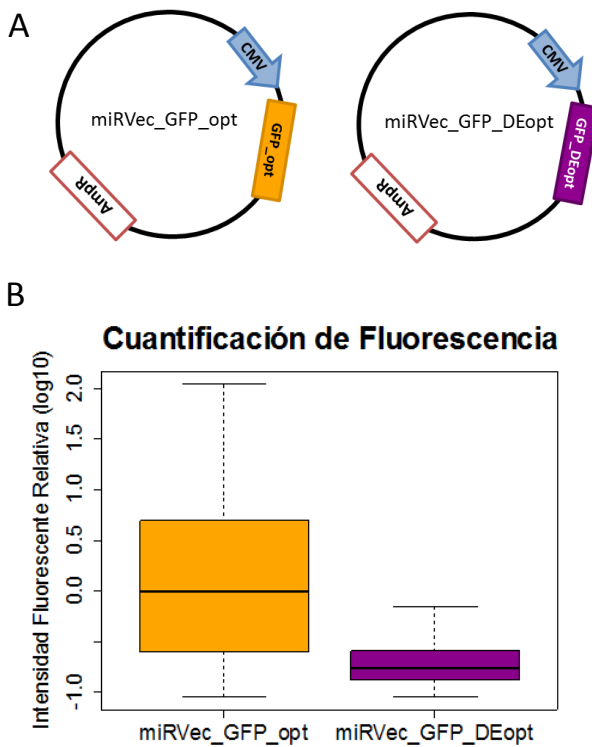 A
CMV
miRVec_GFP_opt
GFP_opt
AmpR
CMV
miRVec_GFP_DEopt
GFP_DEopt
AmpR
B
Cuantificación de Fluorescencia
Intensidad Fluorescente Relativa (log10)
2.0
1.5
1.0
0.5
0.0
-1.0
miRVec_GFP_opt
miRVec_GFP_DEopt